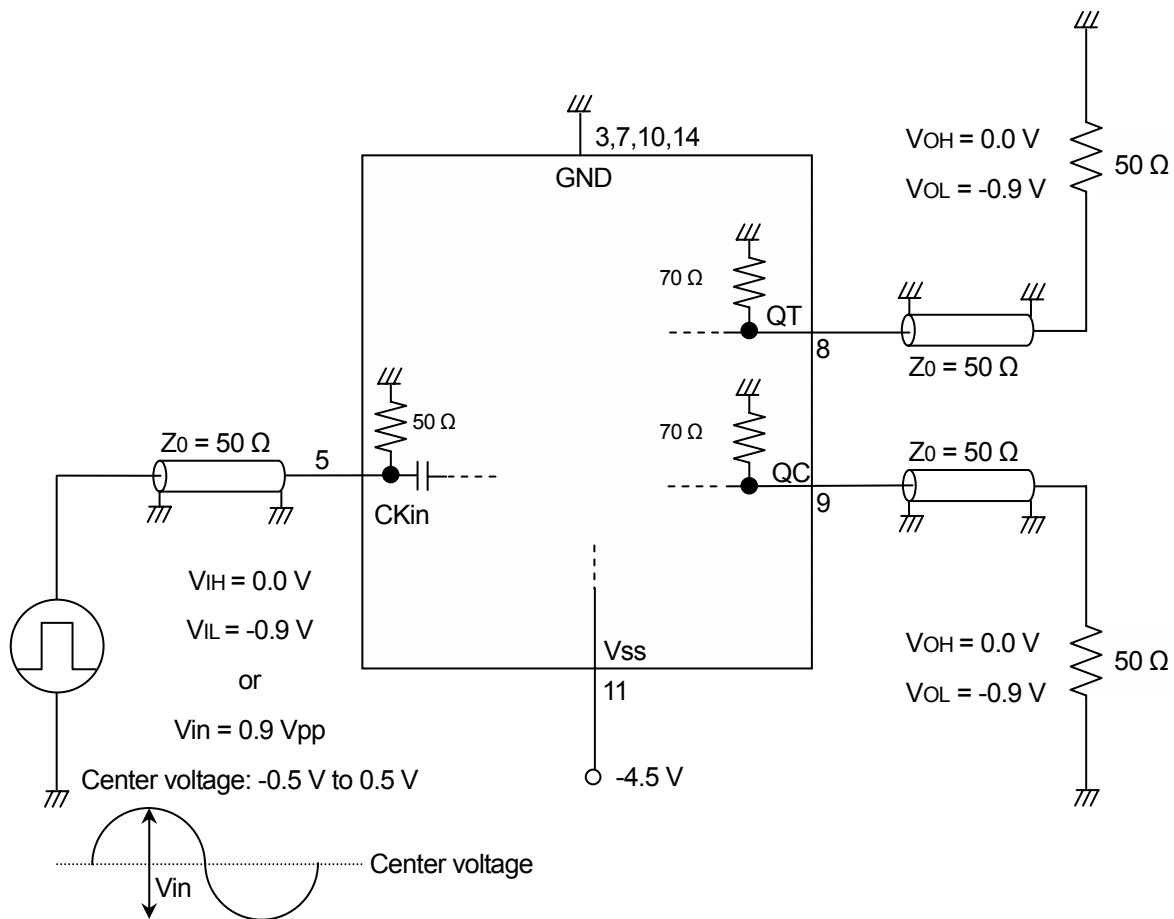 3,7,10,14
GND
VOH = 0.0 V
VOL = -0.9 V
50 Ω
70 Ω
QT
8
Z0 = 50 Ω
50 Ω
Z0 = 50 Ω
5
CKin
70 Ω
QC
9
Z0 = 50 Ω
VIH = 0.0 V
VIL = -0.9 V
or
Vin = 0.9 Vpp
Center voltage: -0.5 V to 0.5 V
Vss
11
-4.5 V
VOH = 0.0 V
VOL = -0.9 V
50 Ω
Center voltage
Vin